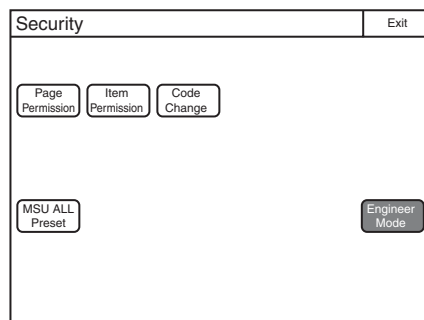 Security
Exit
Page
Permission
Item
Permission
Code
Change
MSU ALL
Preset
Engineer
Mode